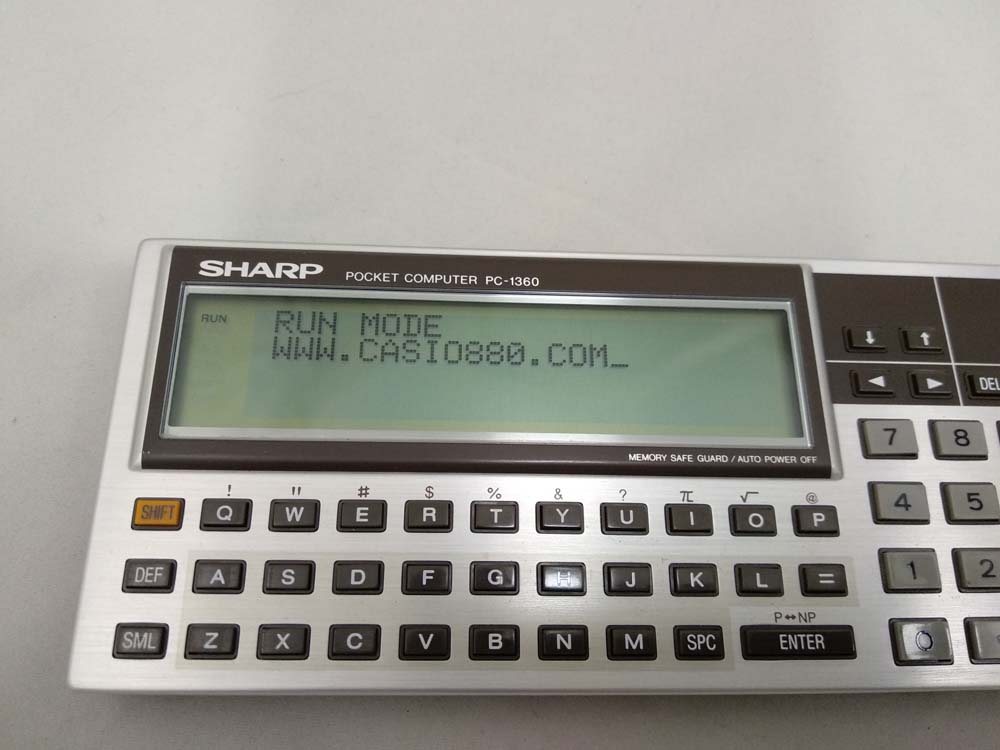 SHARP POCKET COMPUTER PC-1360
RUN
RUN MODE
WWW.CASIO880.COM_
MEMORY SAFE GUARD / AUTO POWER OFF
↓ ↑
◀ ▶ DEL
! " # $ % & ? π √ @
SHIFT Q W E R T Y U I O P
7 8
4 5
DEF A S D F G H J K L =
1 2
P↔NP
SML Z X C V B N M SPC ENTER
0